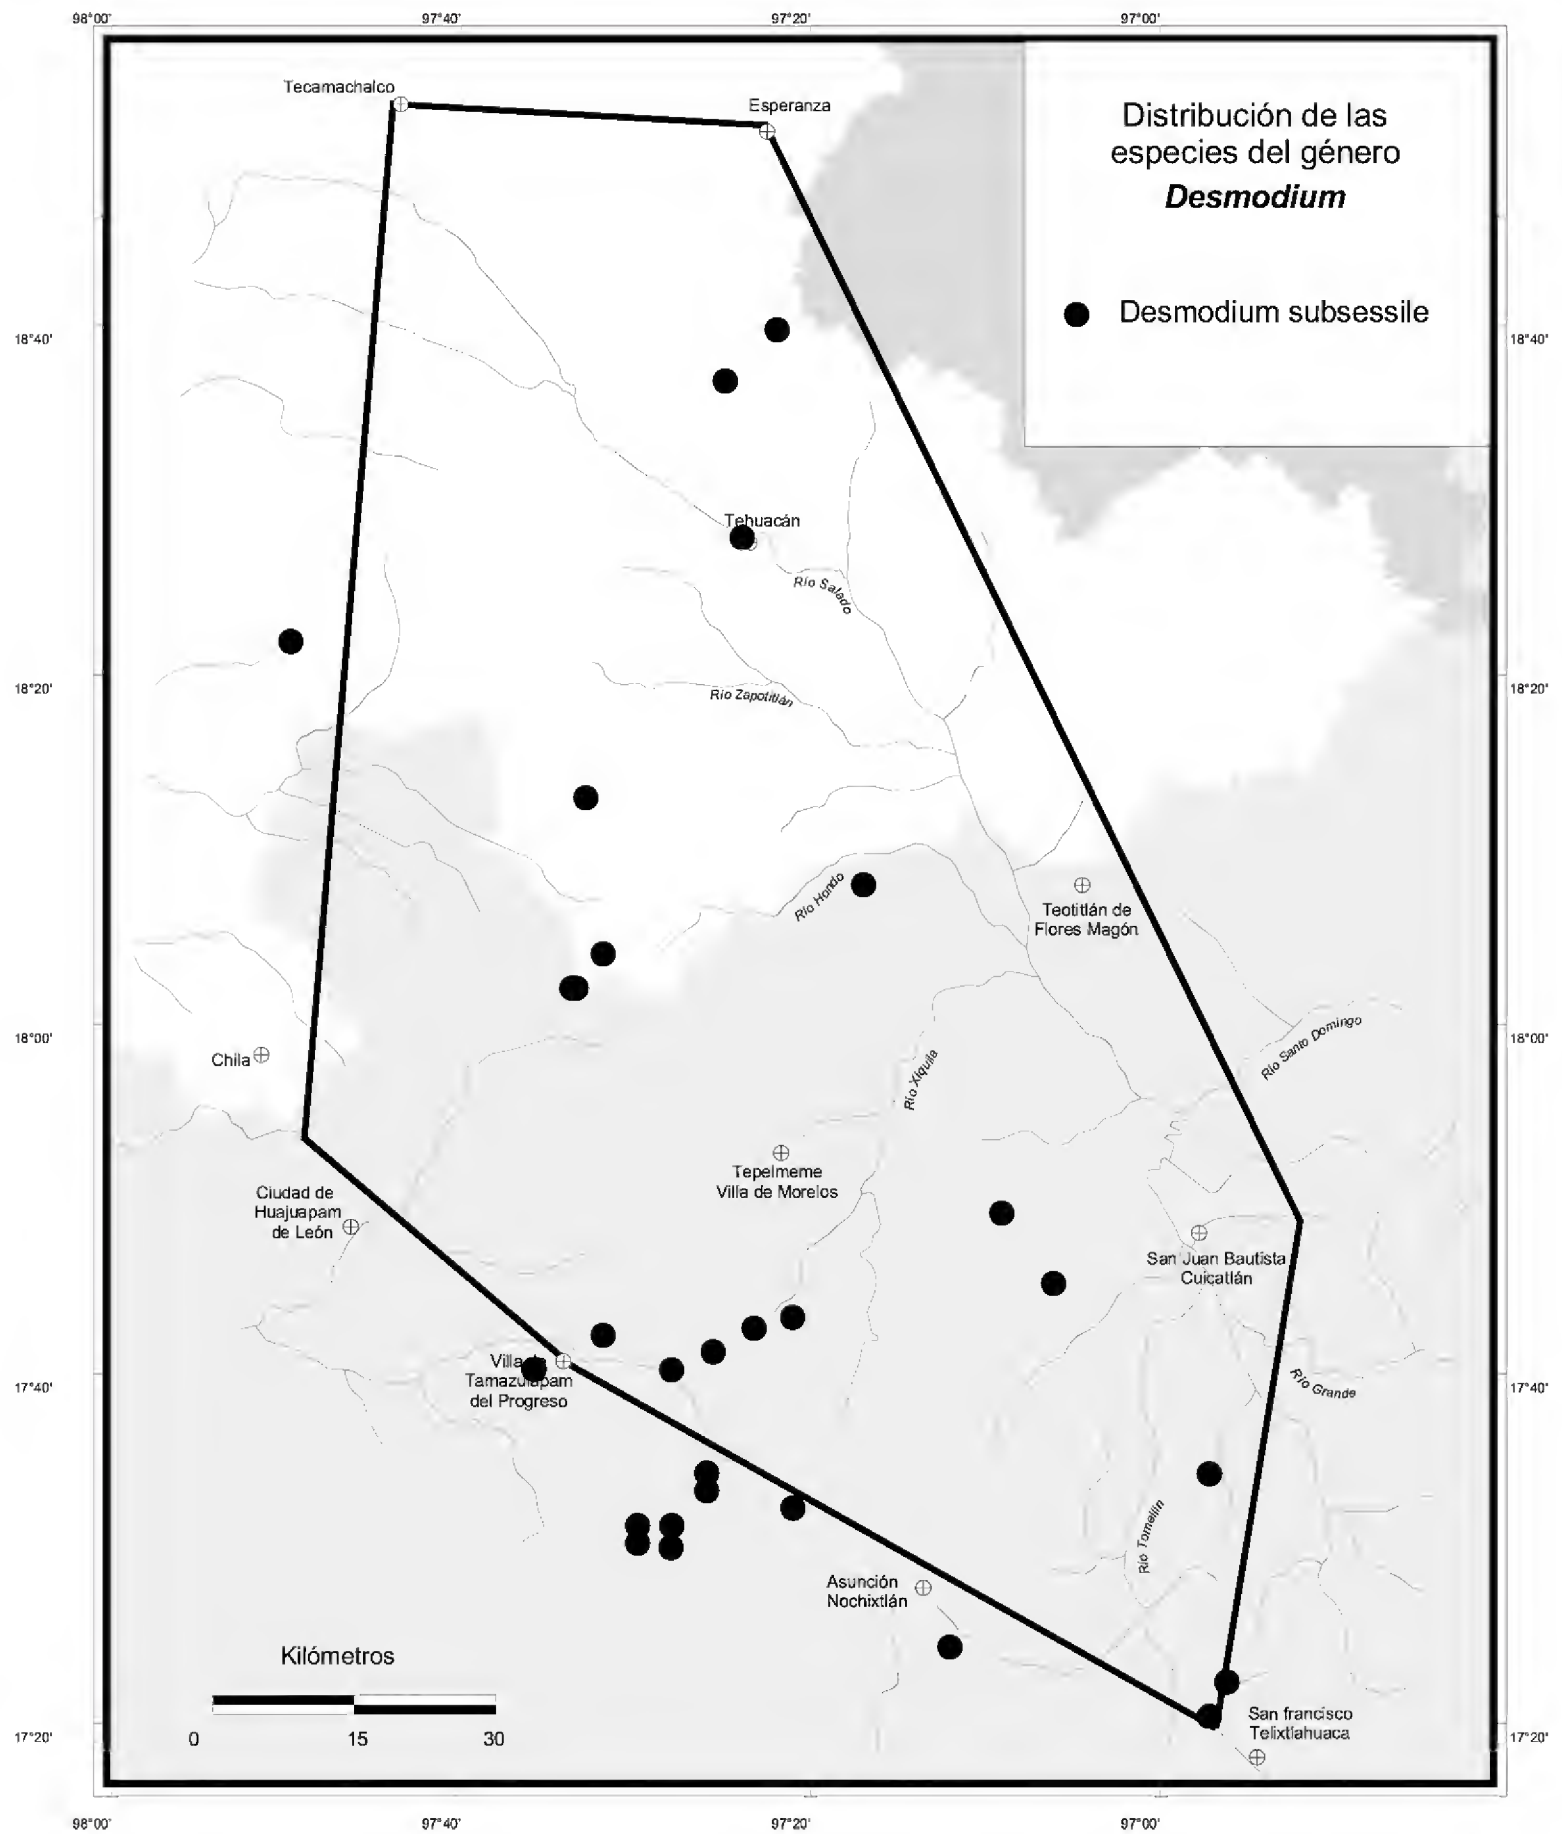 98°00'
97°40'
97°20'
97°00'
Tecamachalco
Esperanza
Distribución de las
especies del género
Desmodium
Desmodium subsessile
18°40'
18°40'
Tehuacán
Río Salado
18°20'
18°20'
Río Zapotitlán
Río Hondo
Teotitlán de
Flores Magón
18°00'
18°00'
Río Santo Domingo
Chila
Río Xiquila
Tepelmeme
Villa de Morelos
Ciudad de
Huajuapam
de León
San Juan Bautista
Cuicatlán
Villa de
Tamazulapam
del Progreso
17°40'
17°40'
Río Grande
Río Tomellín
Asunción
Nochixtlán
Kilómetros
0 15 30
San francisco
Telixtlahuaca
17°20'
17°20'
98°00'
97°40'
97°20'
97°00'